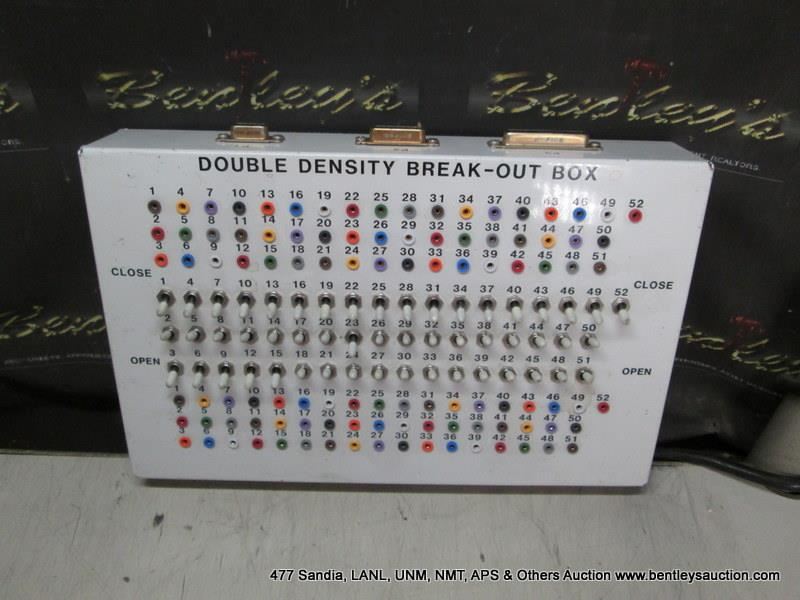 Bentley's Bentley's Bentley's
REALTORS
DOUBLE DENSITY BREAK-OUT BOX
1 4 7 10 13 16 19 22 25 28 31 34 37 40 43 46 49 52
2 5 8 11 14 17 20 23 26 29 32 35 38 41 44 47 50
3 6 9 12 15 18 21 24 27 30 33 36 39 42 45 48 51
CLOSE CLOSE
1 4 7 10 13 16 19 22 25 28 31 34 37 40 43 46 49 52
2 5 8 11 14 17 20 23 26 29 32 35 38 41 44 47 50
3 6 9 12 15 18 21 24 27 30 33 36 39 42 45 48 51
OPEN OPEN
1 4 7 10 13 16 19 22 25 28 31 34 37 40 43 46 49 52
2 5 8 11 14 17 20 23 26 29 32 35 38 41 44 47 50
3 6 9 12 15 18 21 24 27 30 33 36 39 42 45 48 51
477 Sandia, LANL, UNM, NMT, APS & Others Auction www.bentleysauction.com